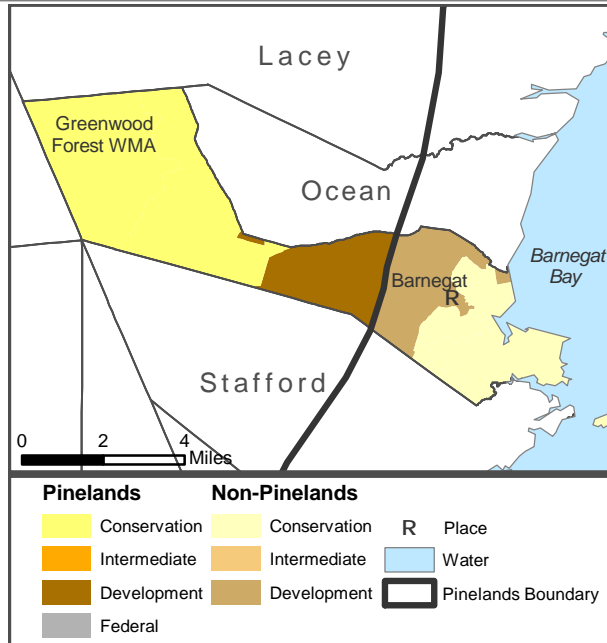 Lacey
Greenwood
Forest WMA
Ocean
Barnegat
Bay
Barnegat
R
Stafford
0 2 4
Miles
Pinelands Non-Pinelands
Conservation Conservation R Place
Intermediate Intermediate Water
Development Development Pinelands Boundary
Federal